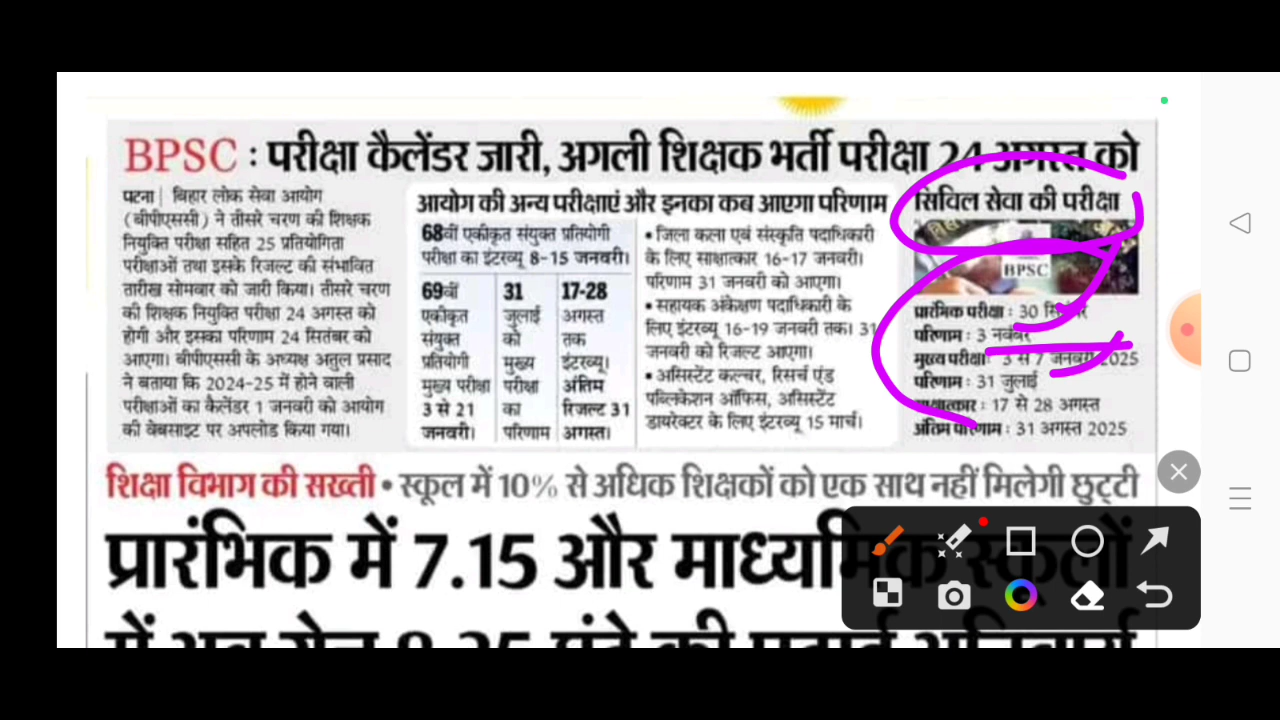 BPSC : परीक्षा कैलेंडर जारी, अगली शिक्षक भर्ती परीक्षा 24 अगस्त को
पटना | बिहार लोक सेवा आयोग
(बीपीएससी) ने तीसरे चरण की शिक्षक
नियुक्ति परीक्षा सहित 25 प्रतियोगिता
परीक्षाओं तथा इसके रिजल्ट की संभावित
तारीख सोमवार को जारी किया। तीसरे चरण
की शिक्षक नियुक्ति परीक्षा 24 अगस्त को
होगी और इसका परिणाम 24 सितंबर को
आएगा। बीपीएससी के अध्यक्ष अतुल प्रसाद
ने बताया कि 2024-25 में होने वाली
परीक्षाओं का कैलेंडर 1 जनवरी को आयोग
की वेबसाइट पर अपलोड किया गया।
आयोग की अन्य परीक्षाएं और इनका कब आएगा परिणाम
68वीं एकीकृत संयुक्त प्रतियोगी
परीक्षा का इंटरव्यू 8-15 जनवरी।
69वीं
एकीकृत
संयुक्त
प्रतियोगी
मुख्य परीक्षा
3 से 21
जनवरी।
31
जुलाई
को
मुख्य
परीक्षा
का
परिणाम
17-28
अगस्त
तक
इंटरव्यू।
अंतिम
रिजल्ट 31
अगस्त।
• जिला कला एवं संस्कृति पदाधिकारी
के लिए साक्षात्कार 16-17 जनवरी।
परिणाम 31 जनवरी को आएगा।
• सहायक अंकेक्षण पदाधिकारी के
लिए इंटरव्यू 16-19 जनवरी तक। 31
जनवरी को रिजल्ट आएगा।
• असिस्टेंट कल्चर, रिसर्च एंड
पब्लिकेशन ऑफिस, असिस्टेंट
डायरेक्टर के लिए इंटरव्यू 15 मार्च।
सिविल सेवा की परीक्षा
BPSC
प्रारंभिक परीक्षा : 30
परिणाम : 3 नवंबर
मुख्य परीक्षा : 3 से 7 जनवरी 2025
परिणाम : 31 जुलाई
साक्षात्कार : 17 से 28 अगस्त
अंतिम परिणाम : 31 अगस्त 2025
शिक्षा विभाग की सख्ती • स्कूल में 10% से अधिक शिक्षकों को एक साथ नहीं मिलेगी छुट्टी
प्रारंभिक में 7.15 और माध्यमिक स्कूलों